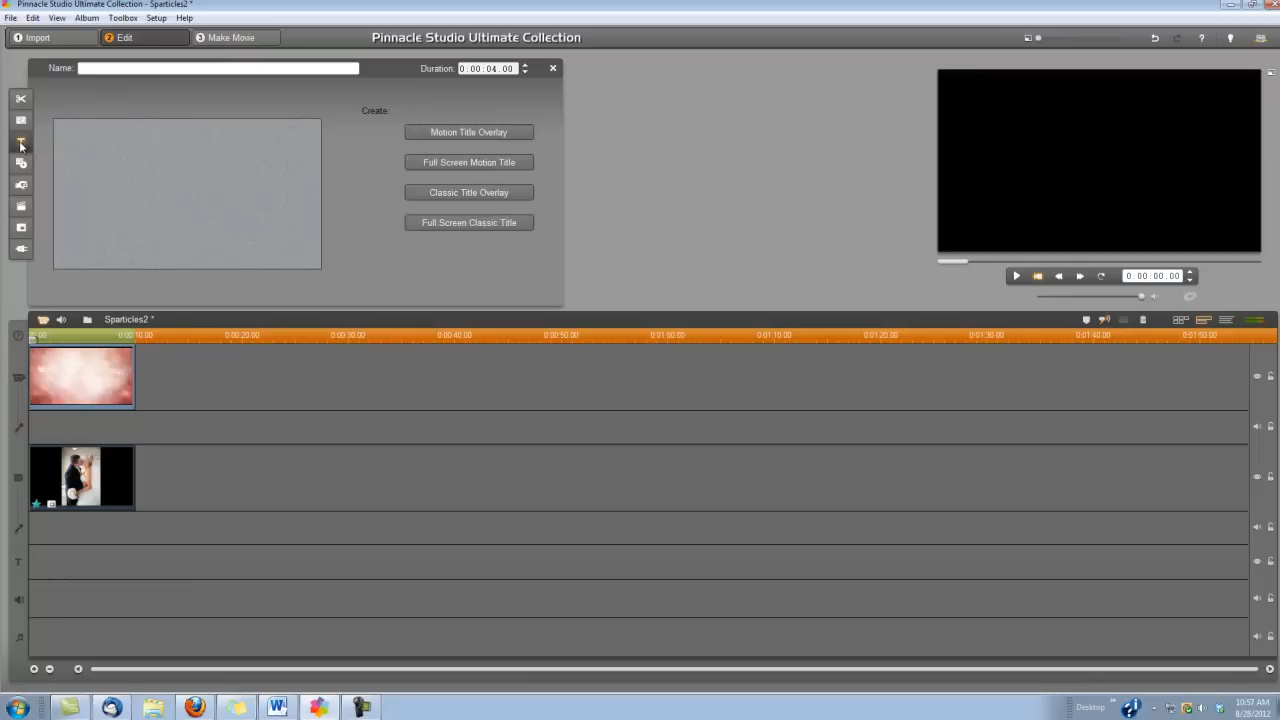 Pinnacle Studio Ultimate Collection - Sparticles2 *
File Edit View Album Toolbox Setup Help
1 Import 2 Edit 3 Make Movie Pinnacle Studio Ultimate Collection
Name: Duration: 0:00:04.00
Create:
Motion Title Overlay
Full Screen Motion Title
Classic Title Overlay
Full Screen Classic Title
0:00:00.00
Sparticles2 *
0:00:10.00 0:00:20.00 0:00:30.00 0:00:40.00 0:00:50.00 0:01:00.00 0:01:10.00 0:01:20.00 0:01:30.00 0:01:40.00 0:01:50.00
T
Desktop
10:57 AM
8/28/2012